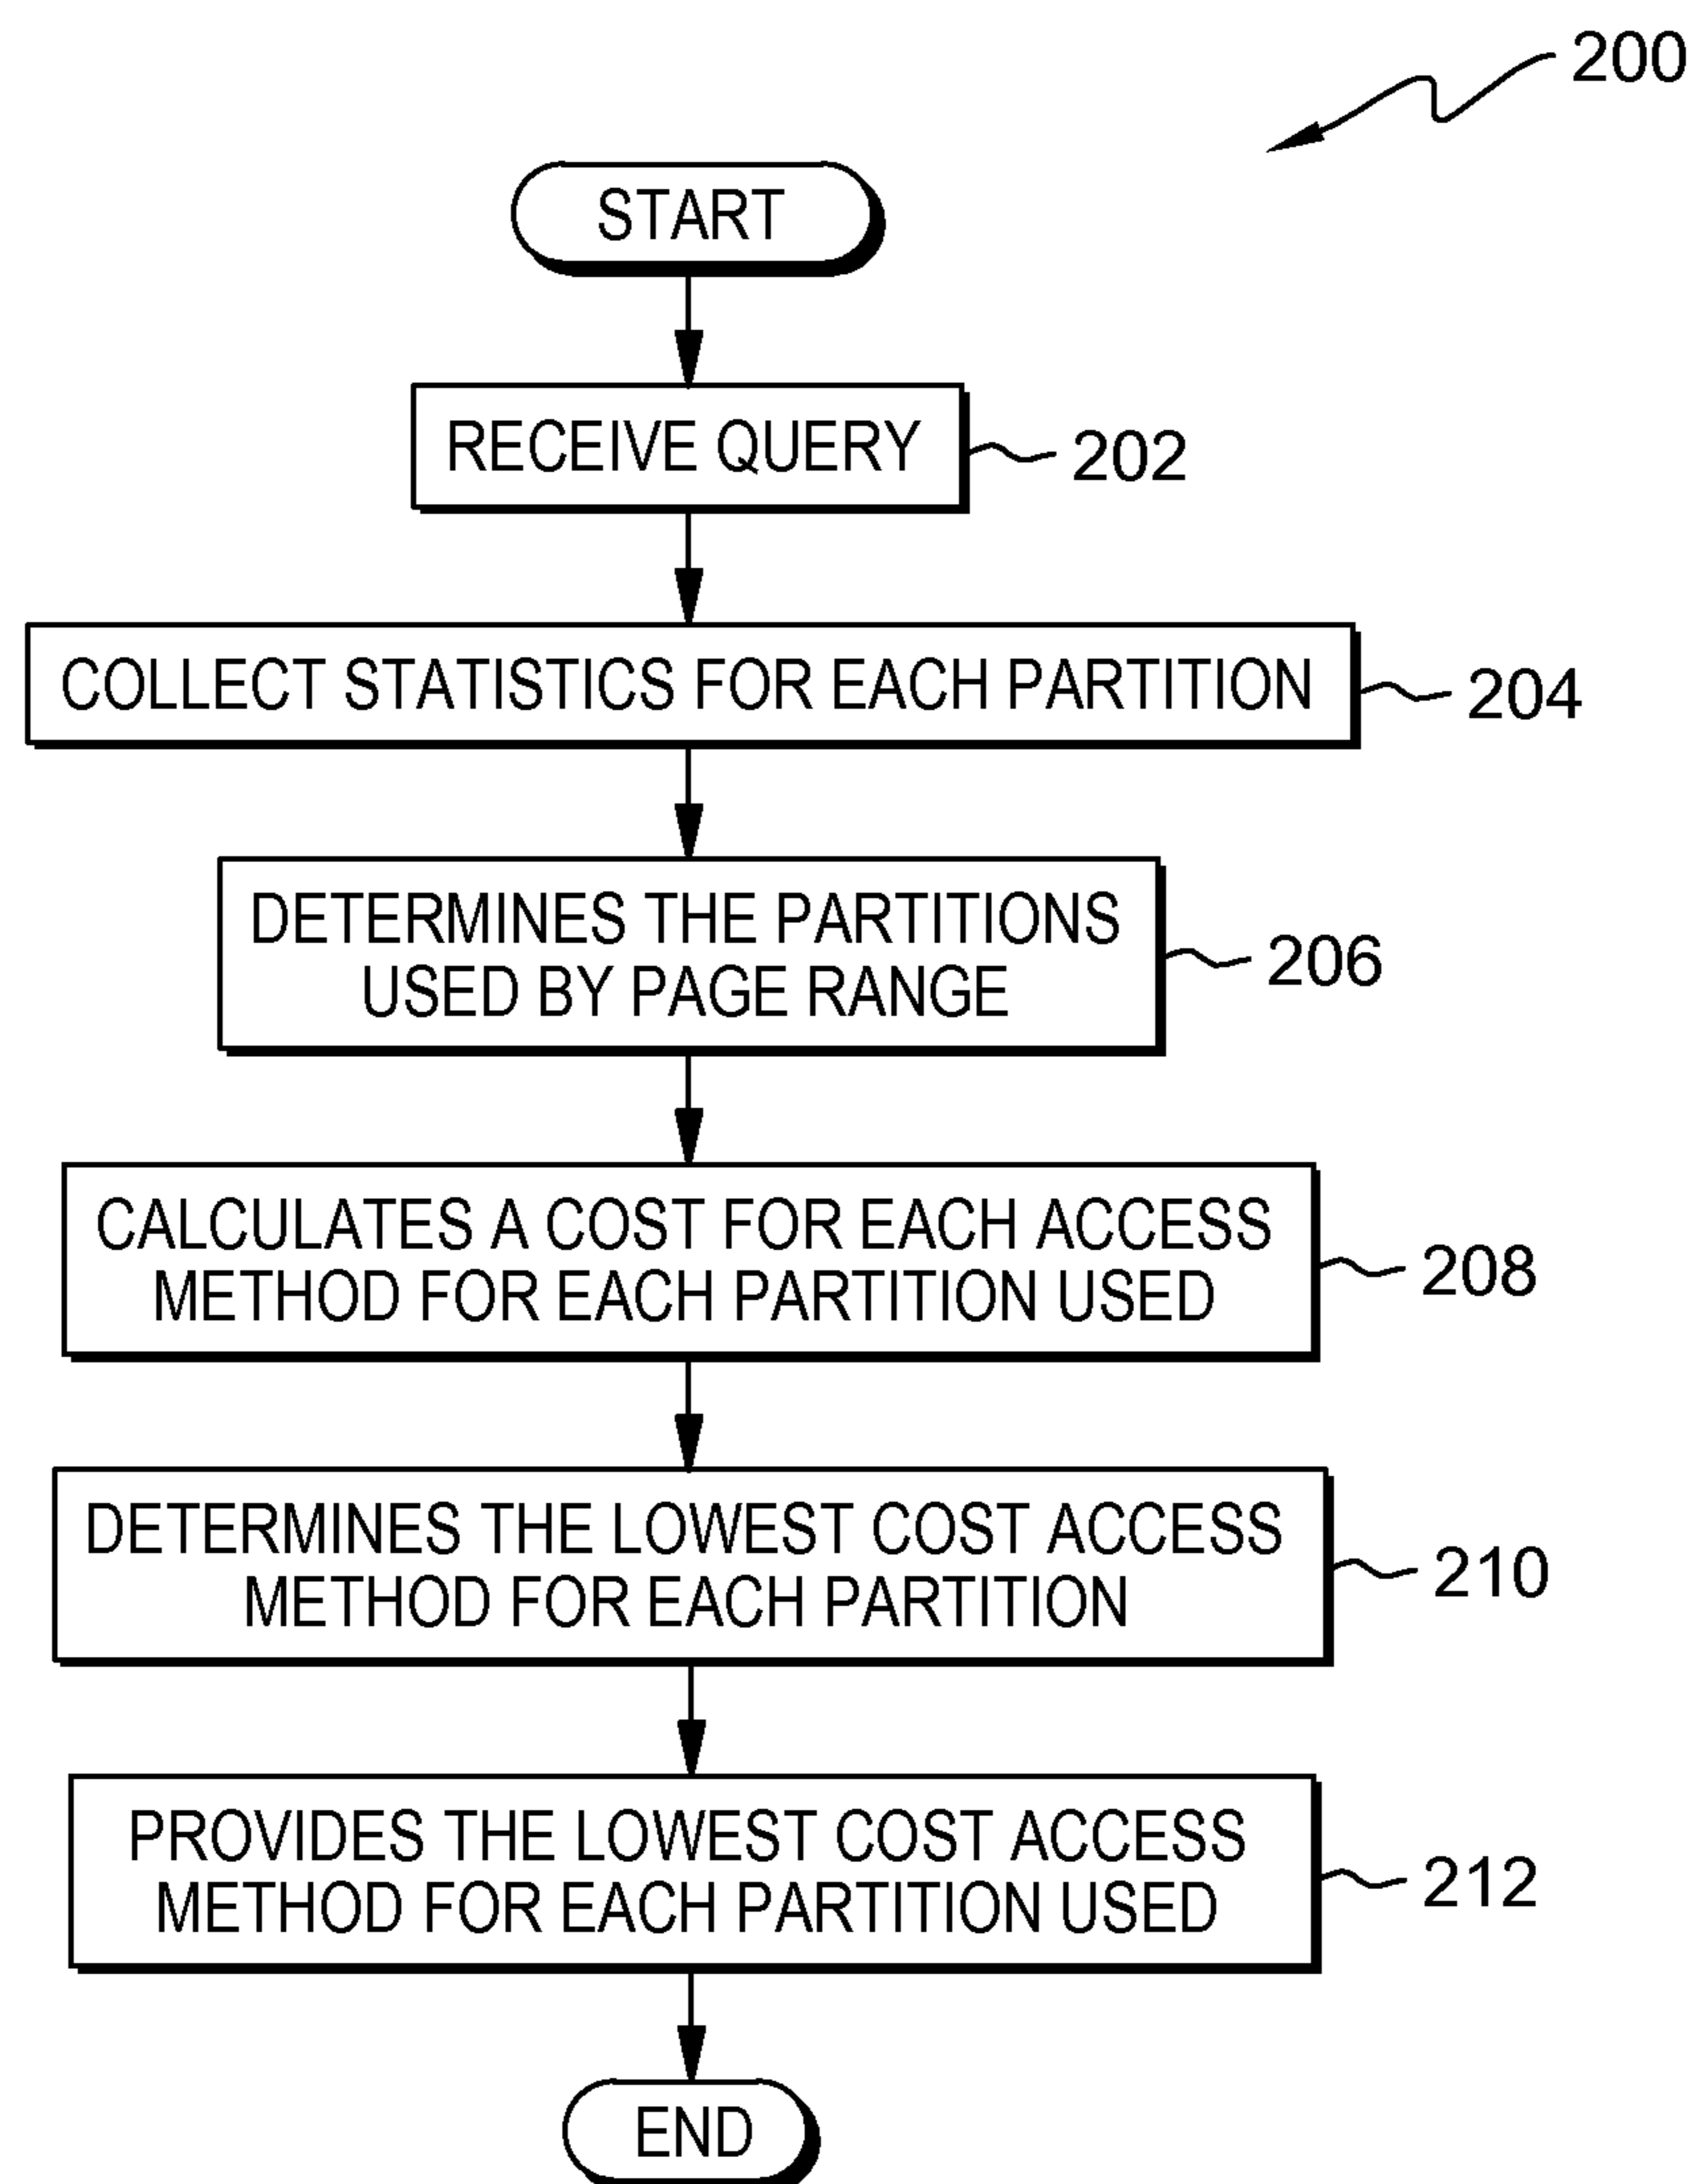 200
START
RECEIVE QUERY
202
COLLECT STATISTICS FOR EACH PARTITION
204
DETERMINES THE PARTITIONS
USED BY PAGE RANGE
206
CALCULATES A COST FOR EACH ACCESS
METHOD FOR EACH PARTITION USED
208
DETERMINES THE LOWEST COST ACCESS
METHOD FOR EACH PARTITION
210
PROVIDES THE LOWEST COST ACCESS
METHOD FOR EACH PARTITION USED
212
END